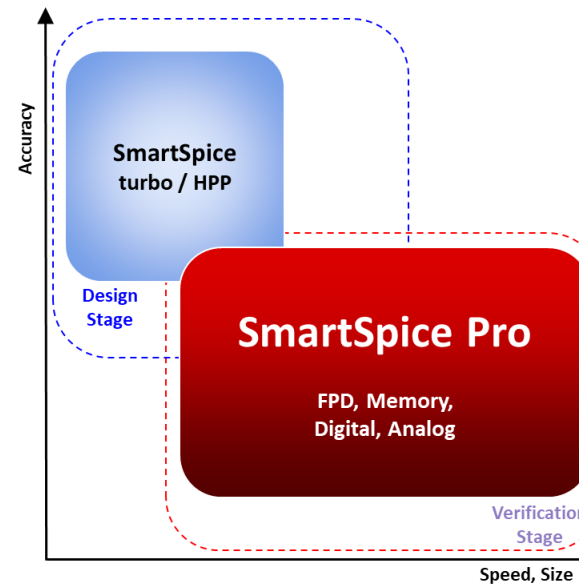 Accuracy
SmartSpice
turbo / HPP
Design
Stage
SmartSpice Pro
FPD, Memory,
Digital, Analog
Verification
Stage
Speed, Size